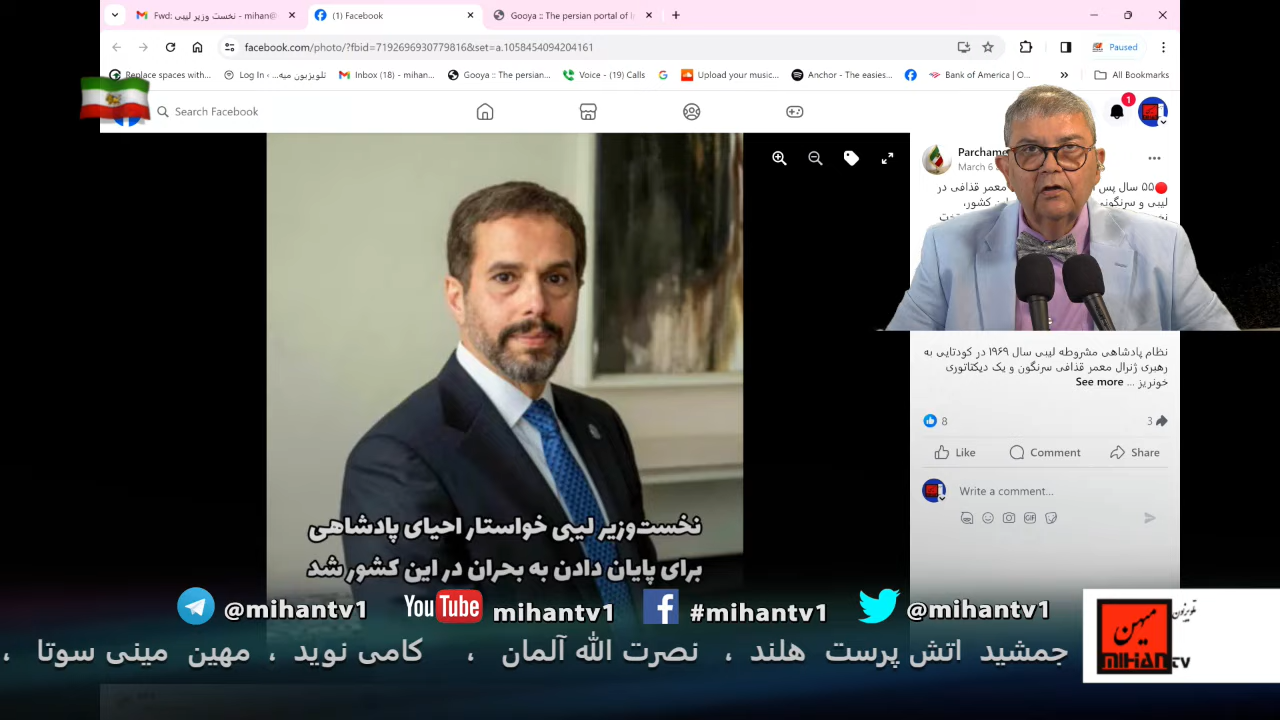 Fwd: نخست وزیر لیبی - mihan@
(1) Facebook
Gooya :: The persian portal of I
facebook.com/photo/?fbid=7192696930779816&set=a.1058454094204161
Paused
Replace spaces with...
Log In ‹ تلویزیون میه...
Inbox (18) - mihan...
Gooya :: The persian...
Voice - (19) Calls
Upload your music...
Anchor - The easies...
Bank of America | O...
All Bookmarks
Search Facebook
1
March 6
۵۵ سال پس
معمر قذافی در
لیبی و سرنگونی
کشور،
نظام پادشاهی مشروطه لیبی سال ۱۹۶۹ در کودتایی به
رهبری ژنرال معمر قذافی سرنگون و یک دیکتاتوری
خونریز ... See more
8
3
Like
Comment
Share
Write a comment...
GIF
نخست‌وزیر لیبی خواستار احیای پادشاهی
برای پایان دادن به بحران در این کشور شد
@mihantv1
YouTube mihantv1
#mihantv1
@mihantv1
جمشید اتش پرست هلند ، نصرت الله آلمان ، کامی نوید ، مهین مینی سوتا ،
تلویزیون
میهن
MIHAN TV